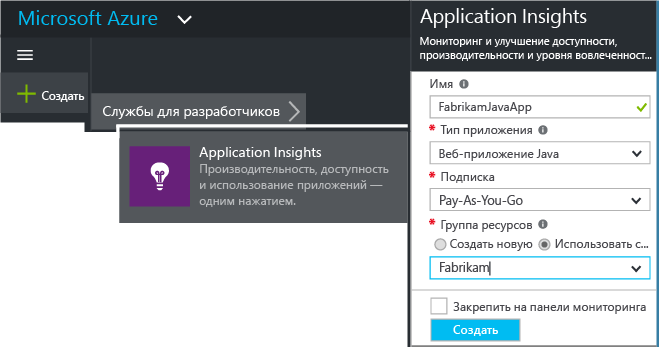 Microsoft Azure
Создать
Службы для разработчиков
Application Insights
Производительность, доступность
и использование приложений —
одним нажатием.
Application Insights
Мониторинг и улучшение доступности,
производительности и уровня вовлеченност...
Имя
FabrikamJavaApp
* Тип приложения
Веб-приложение Java
* Подписка
Pay-As-You-Go
* Группа ресурсов
Создать новую Использовать с...
Fabrikam
Закрепить на панели мониторинга
Создать